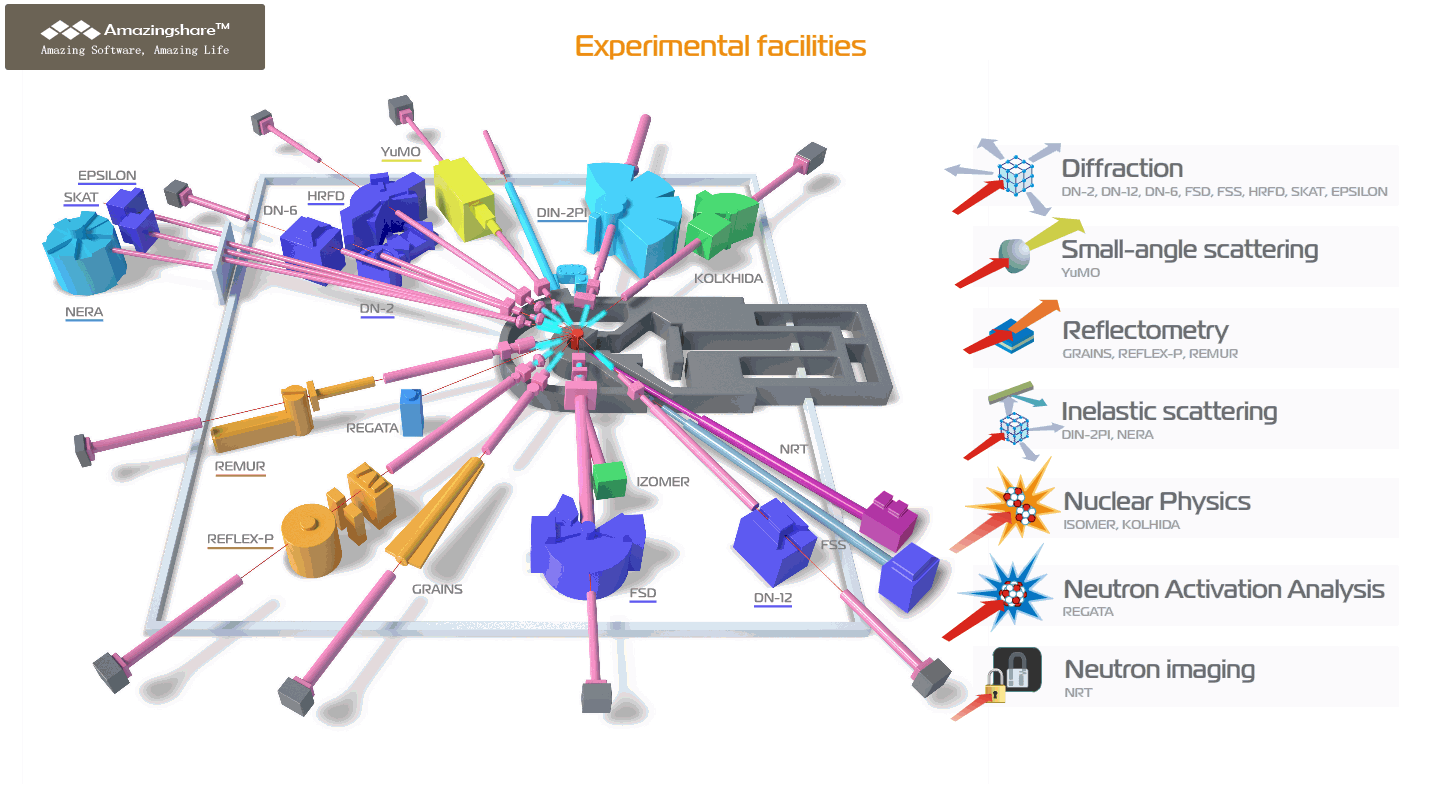 Amazingshare™
Amazing Software, Amazing Life
Experimental facilities
YuMO
EPSILON
SKAT
HRFD
DN-6
DIN-2PI
KOLKHIDA
NERA
DN-2
REGATA
REMUR
NRT
IZOMER
REFLEX-P
FSS
GRAINS
FSD
DN-12
Diffraction
DN-2, DN-12, DN-6, FSD, FSS, HRFD, SKAT, EPSILON
Small-angle scattering
YuMO
Reflectometry
GRAINS, REFLEX-P, REMUR
Inelastic scattering
DIN-2PI, NERA
Nuclear Physics
ISOMER, KOLHIDA
Neutron Activation Analysis
REGATA
Neutron imaging
NRT